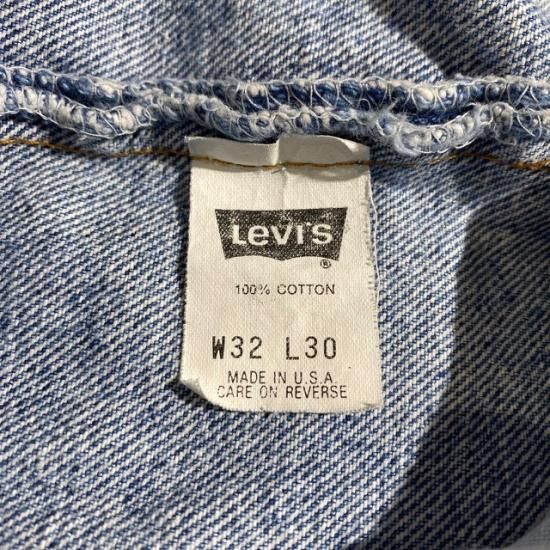 LEVI'S
®
100% COTTON
W32 L30
MADE IN U.S.A.
CARE ON REVERSE